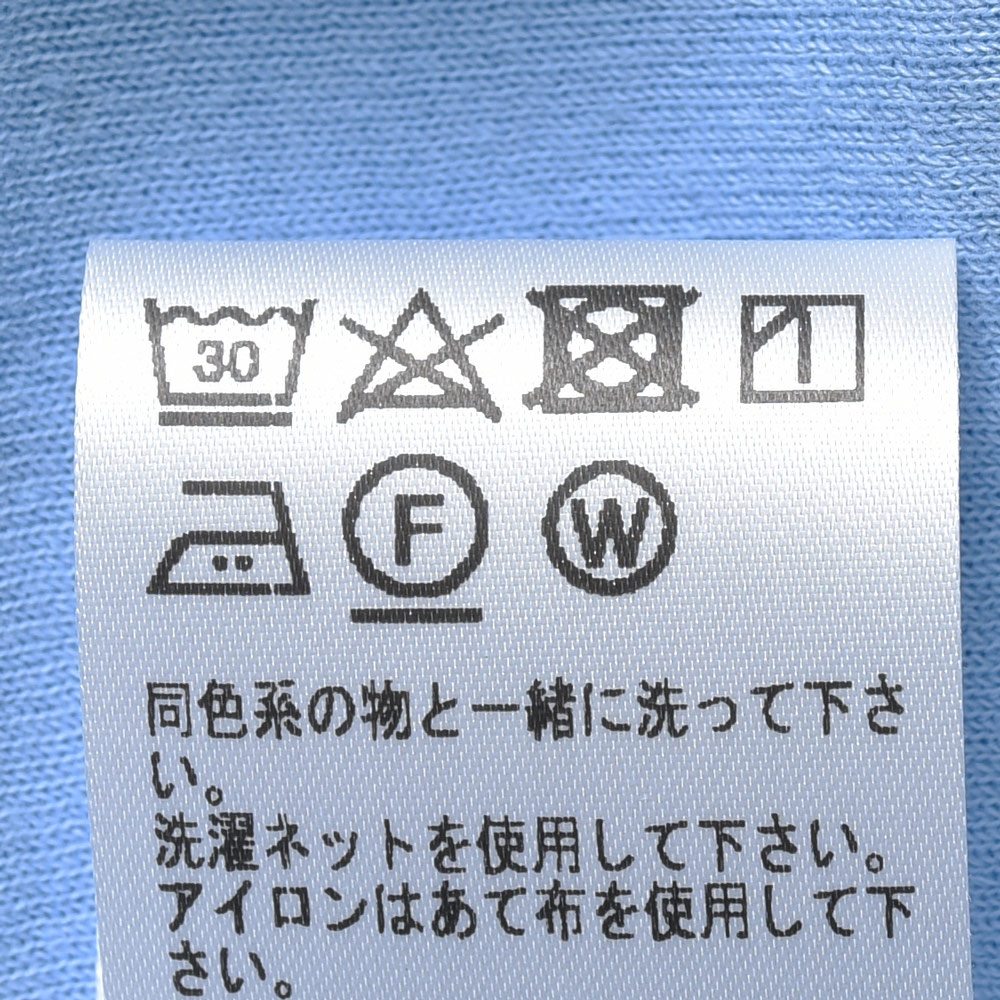 30
F
W
同色系の物と一緒に洗って下さ
い。
洗濯ネットを使用して下さい。
アイロンはあて布を使用して下
さい。